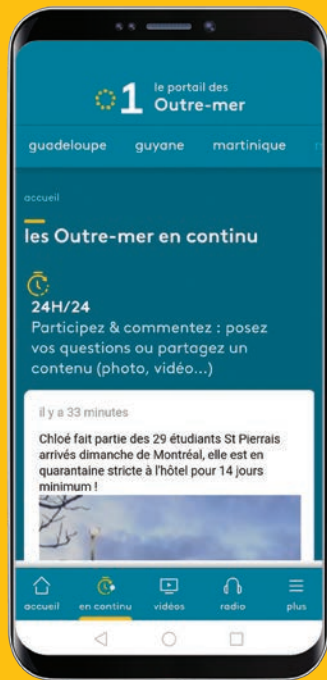 1
le portail des
Outre-mer
guadeloupe guyane martinique
accueil
les Outre-mer en continu
24H/24
Participez & commentez : posez
vos questions ou partagez un
contenu (photo, vidéo...)
il y a 33 minutes
Chloé fait partie des 29 étudiants St Pierrais
arrivés dimanche de Montréal, elle est en
quarantaine stricte à l'hôtel pour 14 jours
minimum !
accueil en continu vidéos radio plus